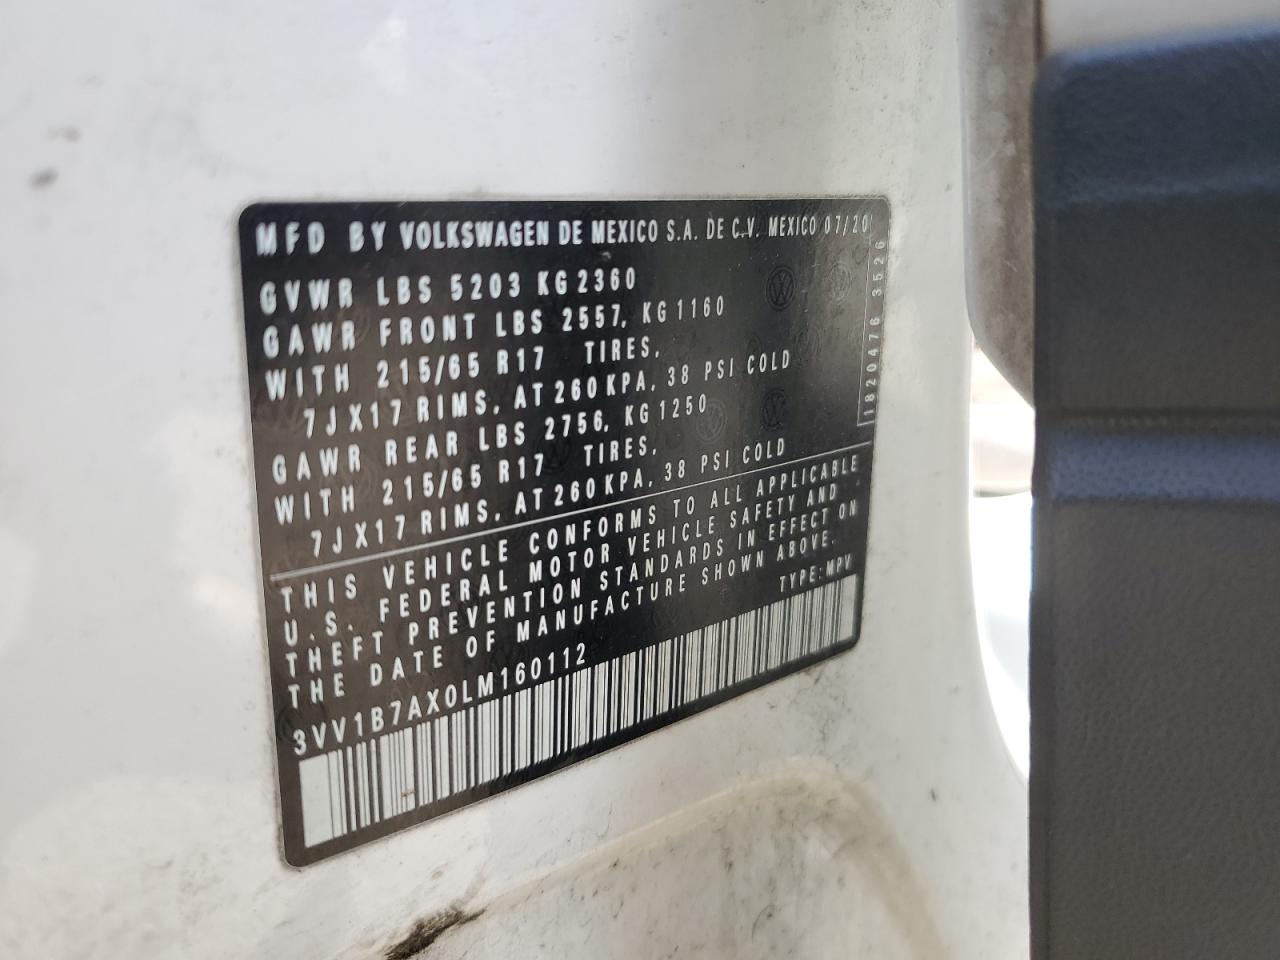 MFD BY VOLKSWAGEN DE MEXICO S.A. DE C.V. MEXICO 07/20
GVWR LBS 5203 KG 2360
GAWR FRONT LBS 2557, KG 1160
WITH 215/65 R17 TIRES,
7JX17 RIMS, AT 260 KPA, 38 PSI COLD
GAWR REAR LBS 2756, KG 1250
WITH 215/65 R17 TIRES,
7JX17 RIMS, AT 260 KPA, 38 PSI COLD
1820476 3526
THIS VEHICLE CONFORMS TO ALL APPLICABLE
U.S. FEDERAL MOTOR VEHICLE SAFETY AND
THEFT PREVENTION STANDARDS IN EFFECT ON
THE DATE OF MANUFACTURE SHOWN ABOVE.
TYPE: MPV
3VV1B7AX0LM160112